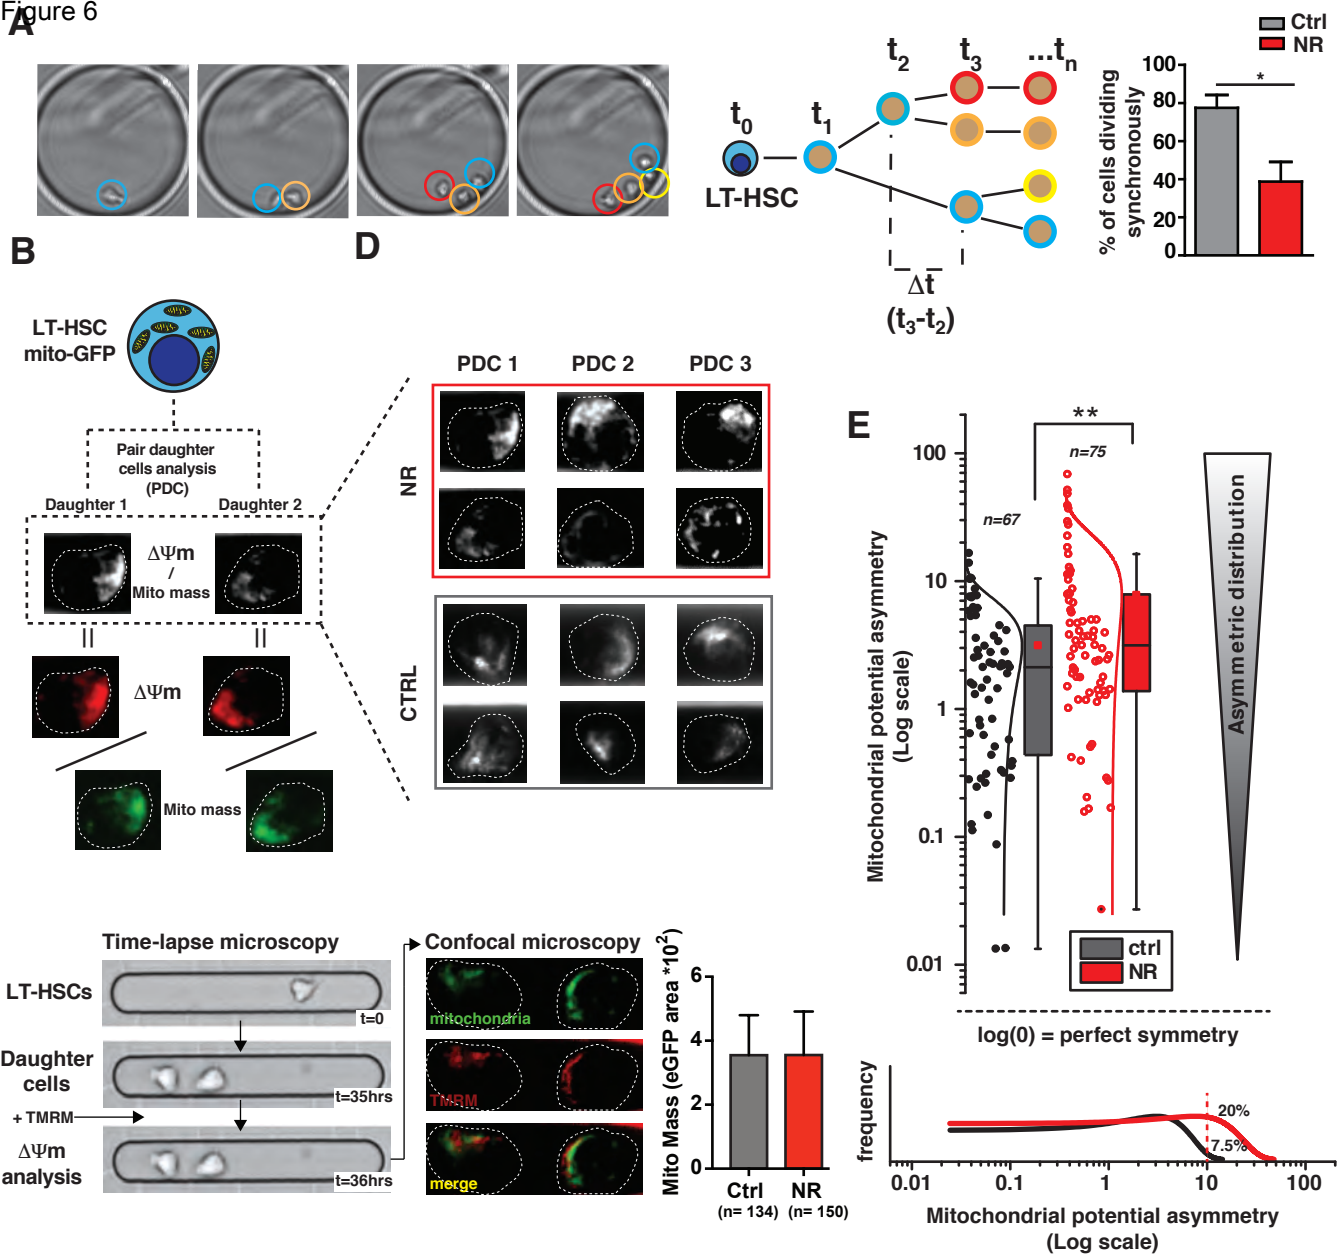 Figure 6
A
t0
LT-HSC
t1
t2
t3
...tn
Δt
(t3-t2)
Ctrl
NR
% of cells dividing
synchronously
100
80
60
40
20
0
*
B
LT-HSC
mito-GFP
Pair daughter
cells analysis
(PDC)
Daughter 1
Daughter 2
ΔΨm
/
Mito mass
=
=
ΔΨm
Mito mass
D
PDC 1
PDC 2
PDC 3
NR
CTRL
Time-lapse microscopy
LT-HSCs
t=0
Daughter
cells
t=35hrs
+ TMRM
ΔΨm
analysis
t=36hrs
Confocal microscopy
mitochondria
TMRM
merge
Mito Mass (eGFP area *10²)
6
4
2
0
Ctrl
(n= 134)
NR
(n= 150)
E
Mitochondrial potential asymmetry
(Log scale)
100
10
1
0.1
0.01
n=67
n=75
**
ctrl
NR
Asymmetric distribution
log(0) = perfect symmetry
frequency
20%
7.5%
0.01
0.1
1
10
100
Mitochondrial potential asymmetry
(Log scale)